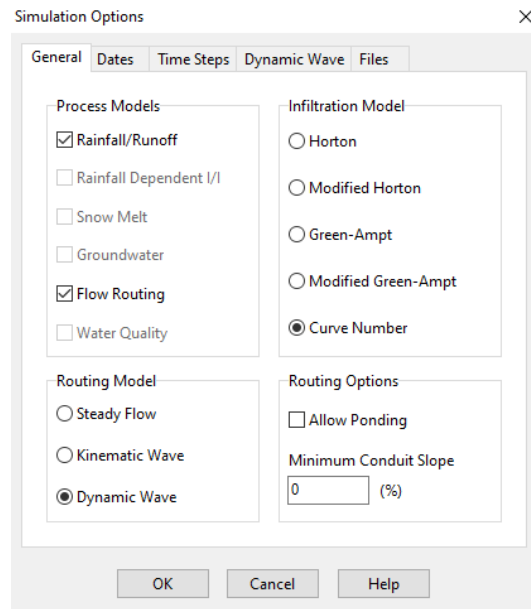 Simulation Options
General Dates Time Steps Dynamic Wave Files
Process Models
Rainfall/Runoff
Rainfall Dependent I/I
Snow Melt
Groundwater
Flow Routing
Water Quality
Infiltration Model
Horton
Modified Horton
Green-Ampt
Modified Green-Ampt
Curve Number
Routing Model
Steady Flow
Kinematic Wave
Dynamic Wave
Routing Options
Allow Ponding
Minimum Conduit Slope
0 (%)
OK Cancel Help